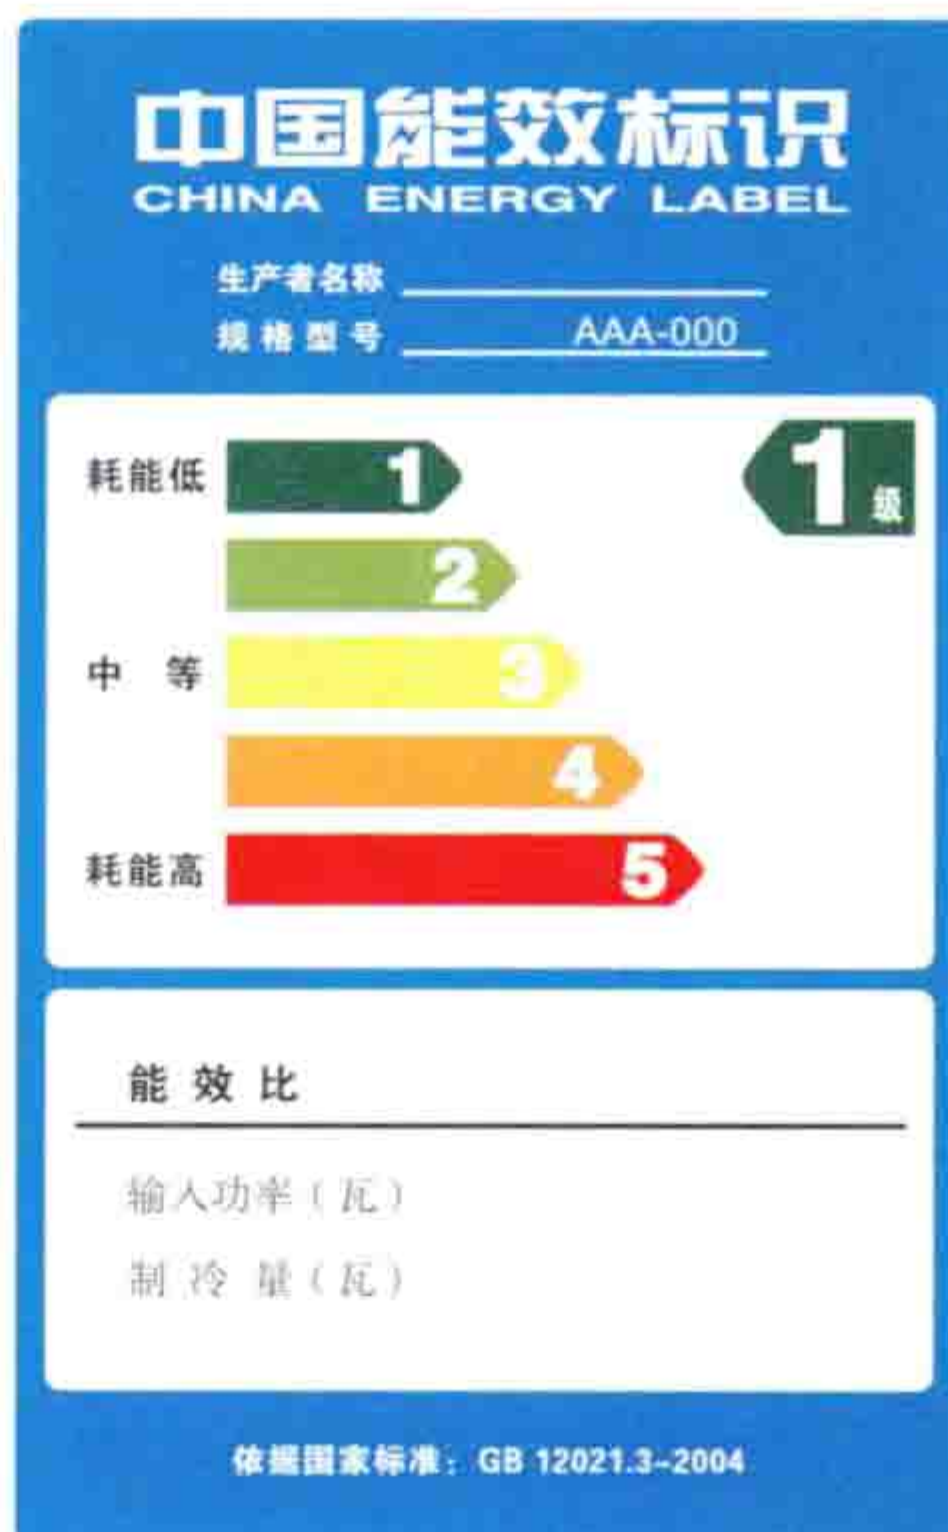 中国能效标识
CHINA ENERGY LABEL
生产者名称
规格型号 AAA-000
耗能低 1 1级
2
中 等 3
4
耗能高 5
能 效 比
输入功率（瓦）
制 冷 量（瓦）
依据国家标准：GB 12021.3-2004